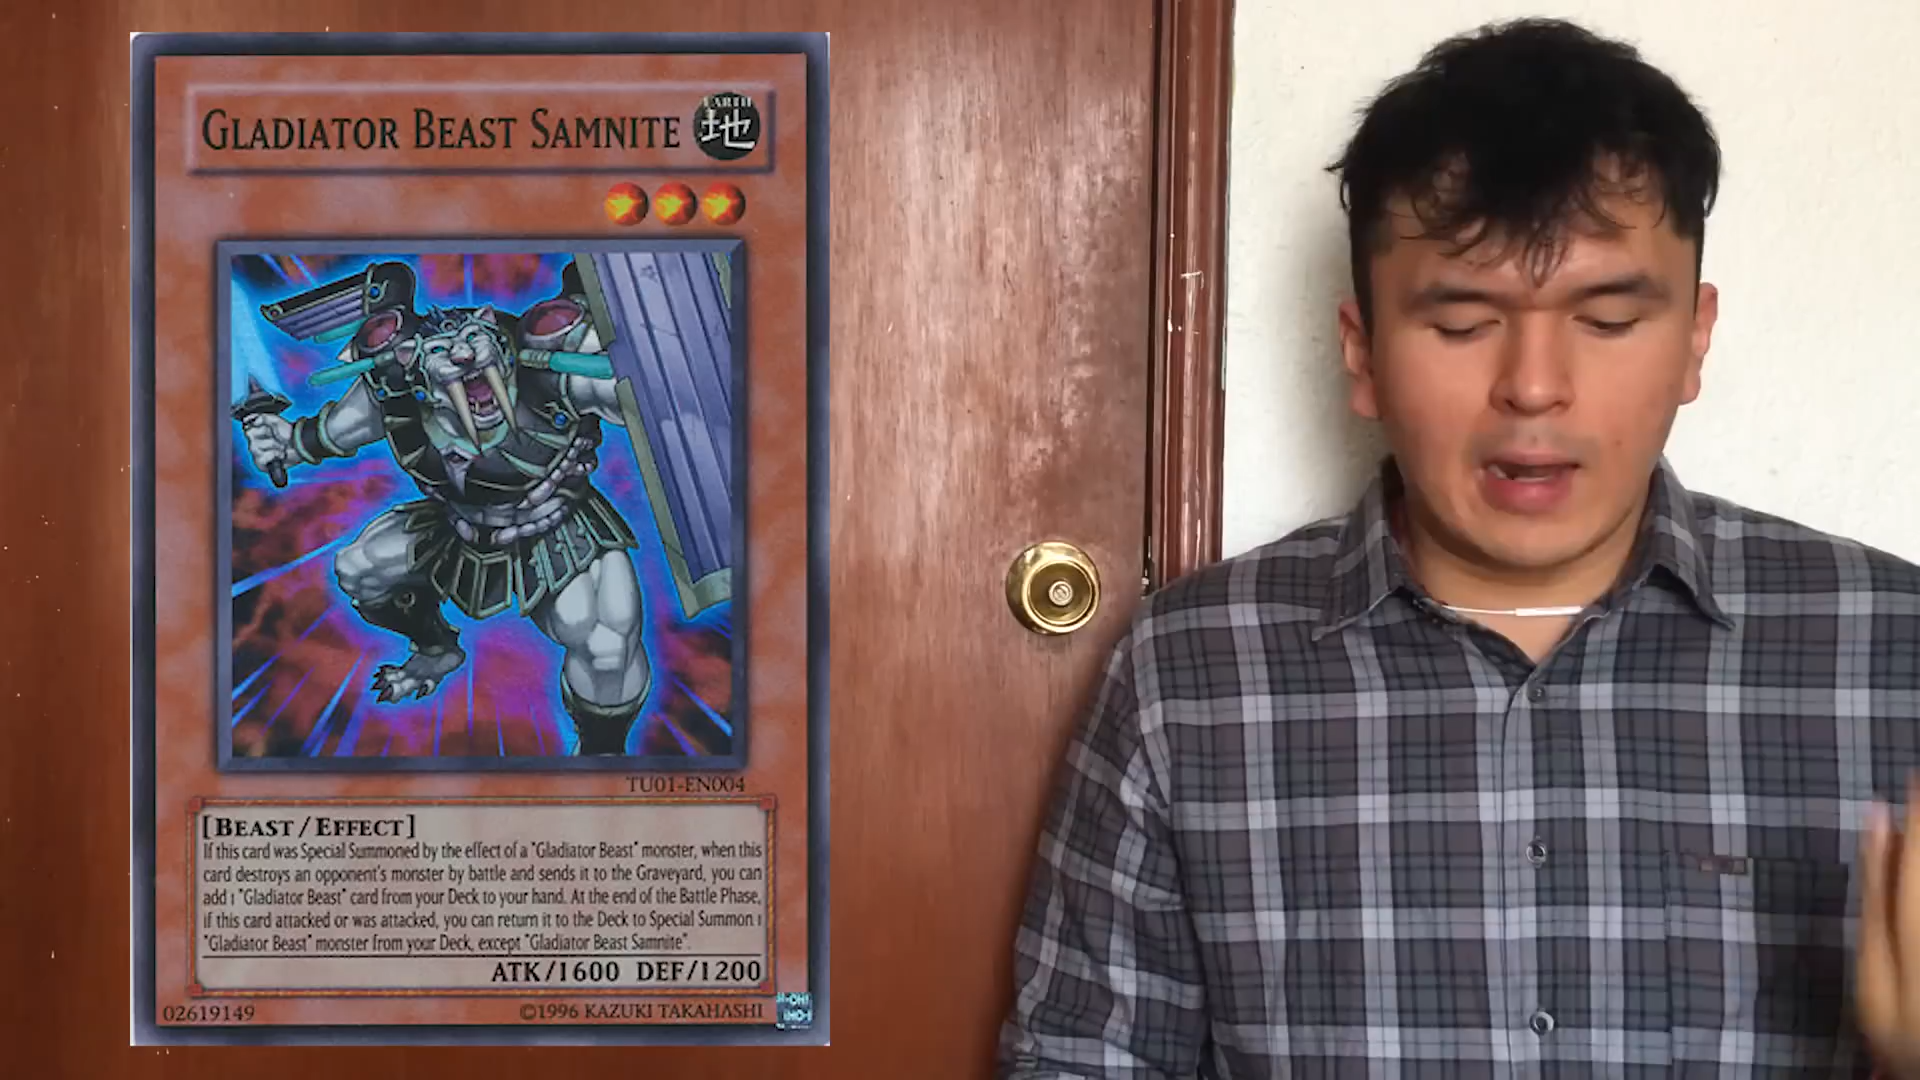 GLADIATOR BEAST SAMNITE
EARTH
地
TU01-EN004
[BEAST/EFFECT]
If this card was Special Summoned by the effect of a "Gladiator Beast" monster, when this
card destroys an opponent's monster by battle and sends it to the Graveyard, you can
add 1 "Gladiator Beast" card from your Deck to your hand. At the end of the Battle Phase,
if this card attacked or was attacked, you can return it to the Deck to Special Summon 1
"Gladiator Beast" monster from your Deck, except "Gladiator Beast Samnite".
ATK/1600 DEF/1200
02619149
©1996 KAZUKI TAKAHASHI